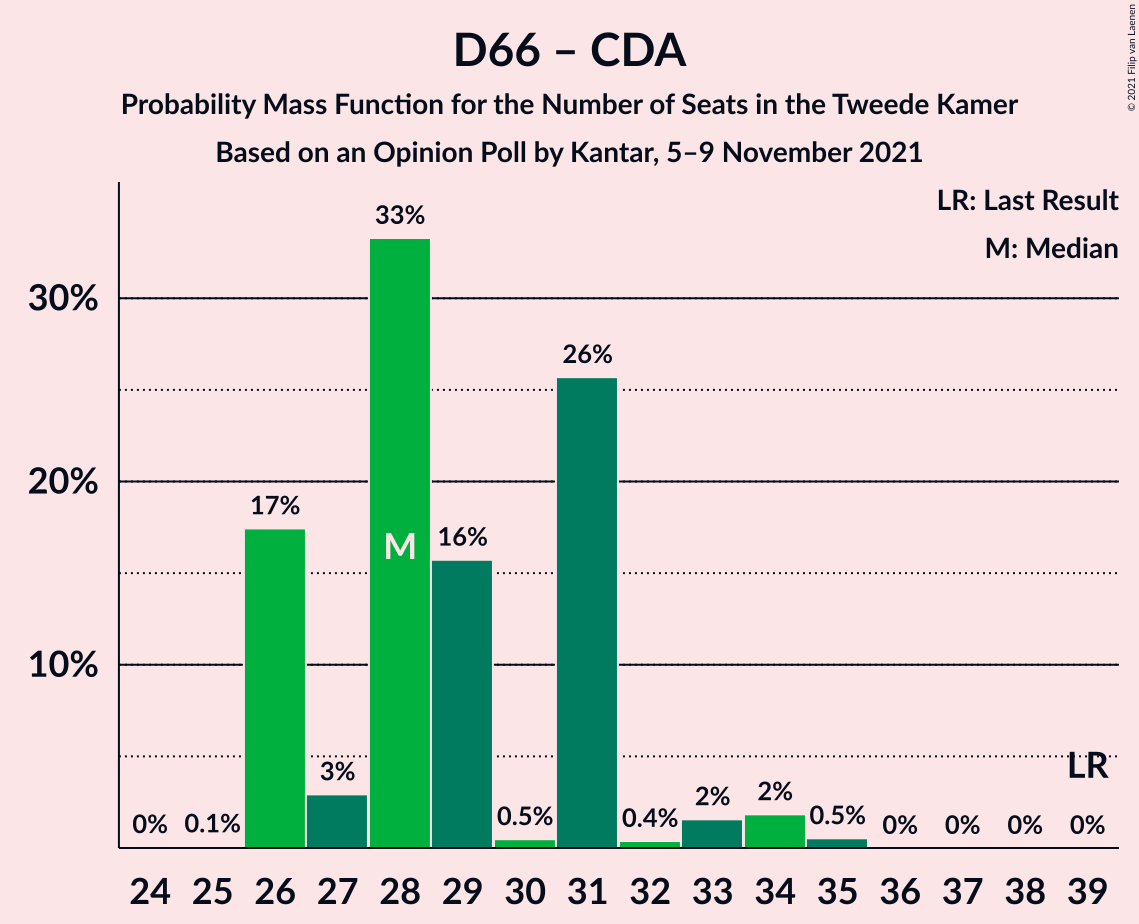 D66 – CDA
Probability Mass Function for the Number of Seats in the Tweede Kamer
Based on an Opinion Poll by Kantar, 5–9 November 2021
© 2021 Filip van Laenen
LR: Last Result
M: Median
30%
20%
10%
0%
0.1%
17%
3%
33%
M
16%
0.5%
26%
0.4%
2%
2%
0.5%
0%
0%
0%
0%
LR
24 25 26 27 28 29 30 31 32 33 34 35 36 37 38 39